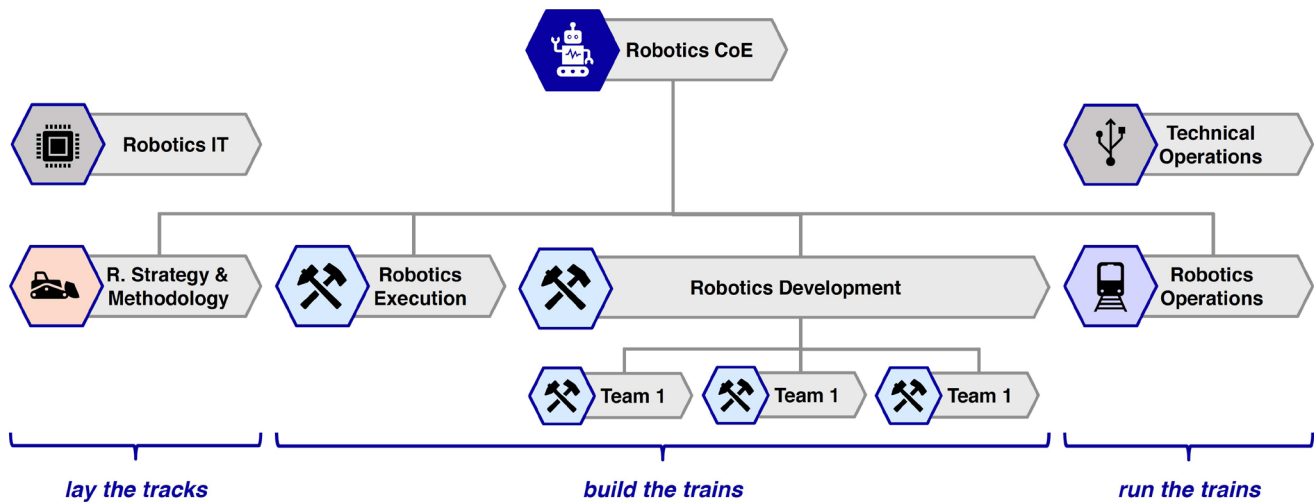 Robotics CoE
Robotics IT
Technical
Operations
R. Strategy &
Methodology
Robotics
Execution
Robotics Development
Robotics
Operations
Team 1
Team 1
Team 1
lay the tracks
build the trains
run the trains